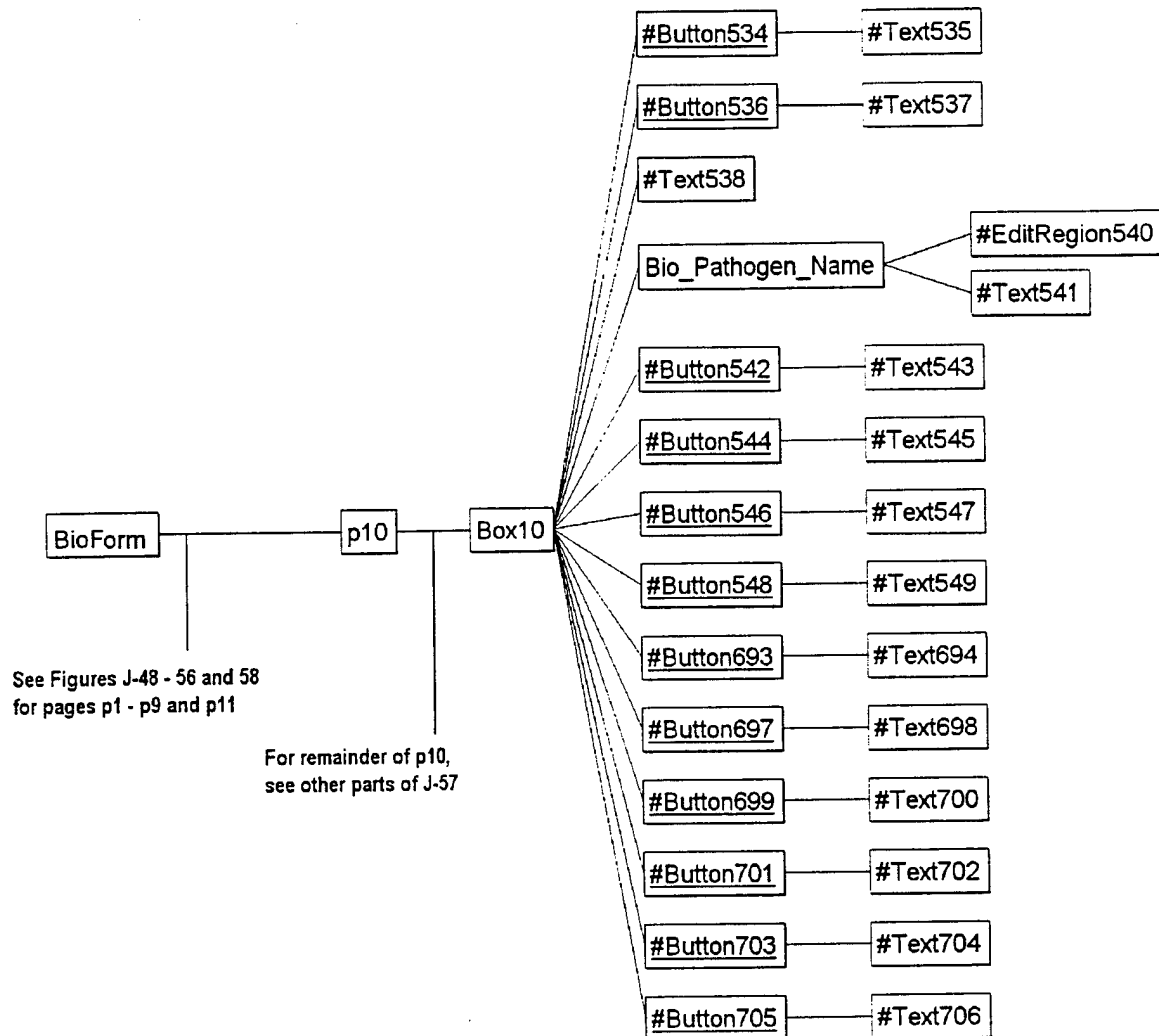 #Button534 #Text535
#Button536 #Text537
#Text538
#EditRegion540
Bio_Pathogen_Name
#Text541
#Button542 #Text543
#Button544 #Text545
#Button546 #Text547
BioForm p10 Box10
#Button548 #Text549
#Button693 #Text694
See Figures J-48 - 56 and 58
for pages p1 - p9 and p11
#Button697 #Text698
For remainder of p10,
see other parts of J-57
#Button699 #Text700
#Button701 #Text702
#Button703 #Text704
#Button705 #Text706